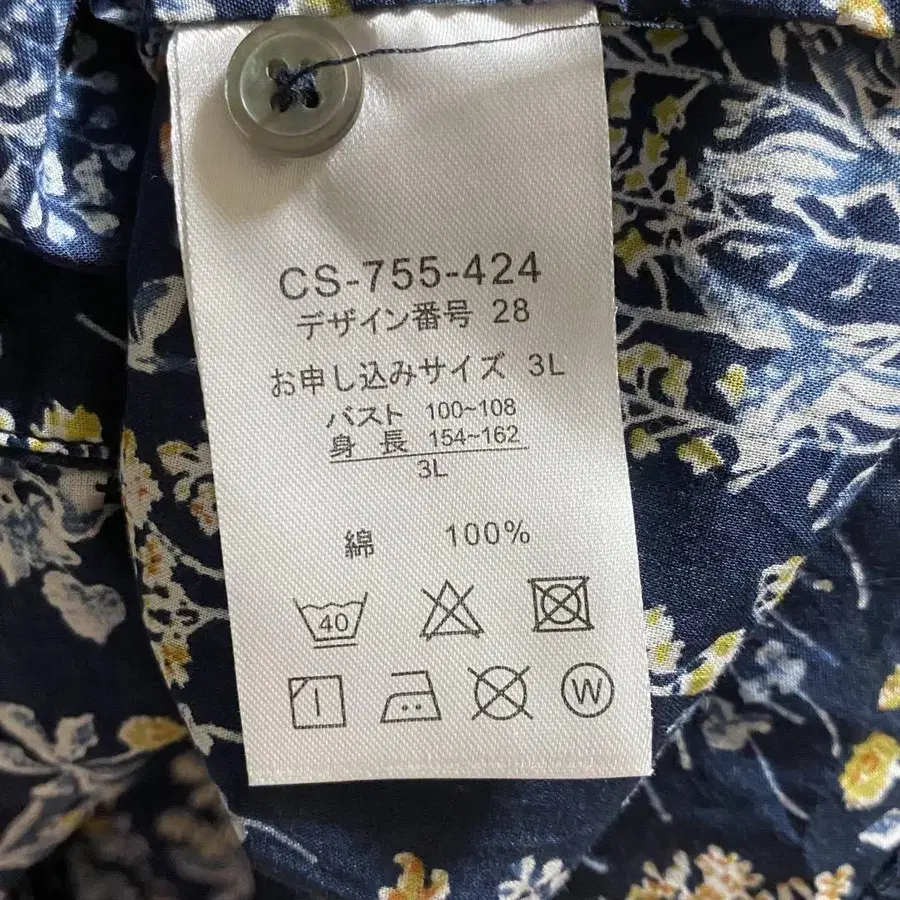 CS-755-424
デザイン番号 28
お申し込みサイズ 3L
バスト 100~108
身 長 154~162
3L
綿 100%
40
W